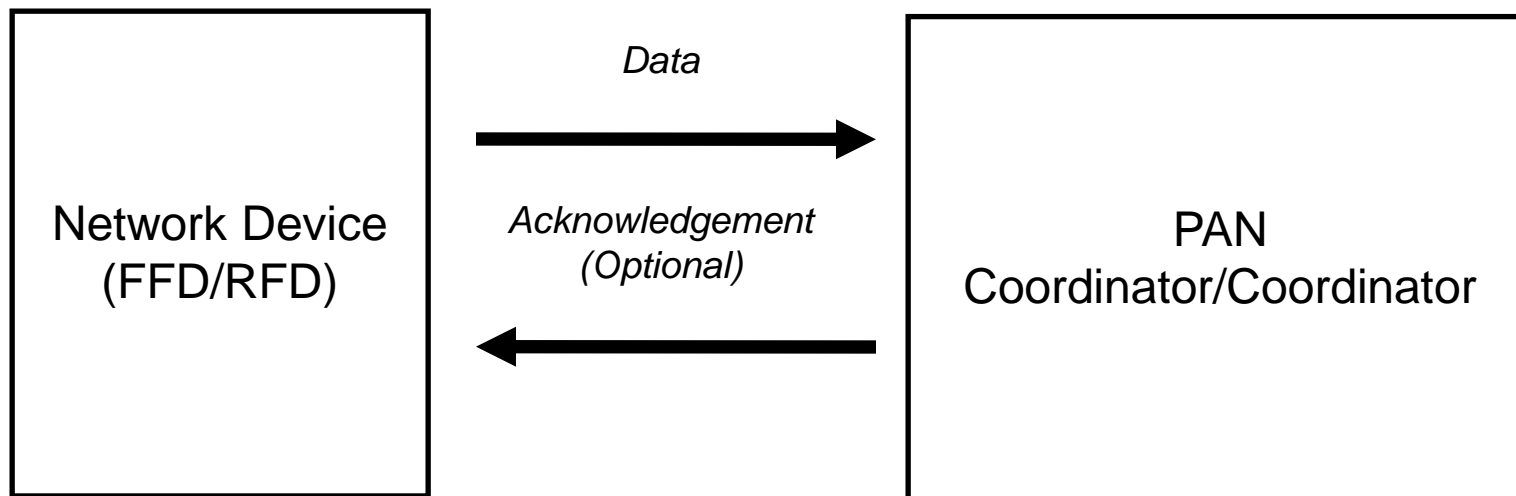 Network Device
(FFD/RFD)
Data
Acknowledgement
(Optional)
PAN
Coordinator/Coordinator